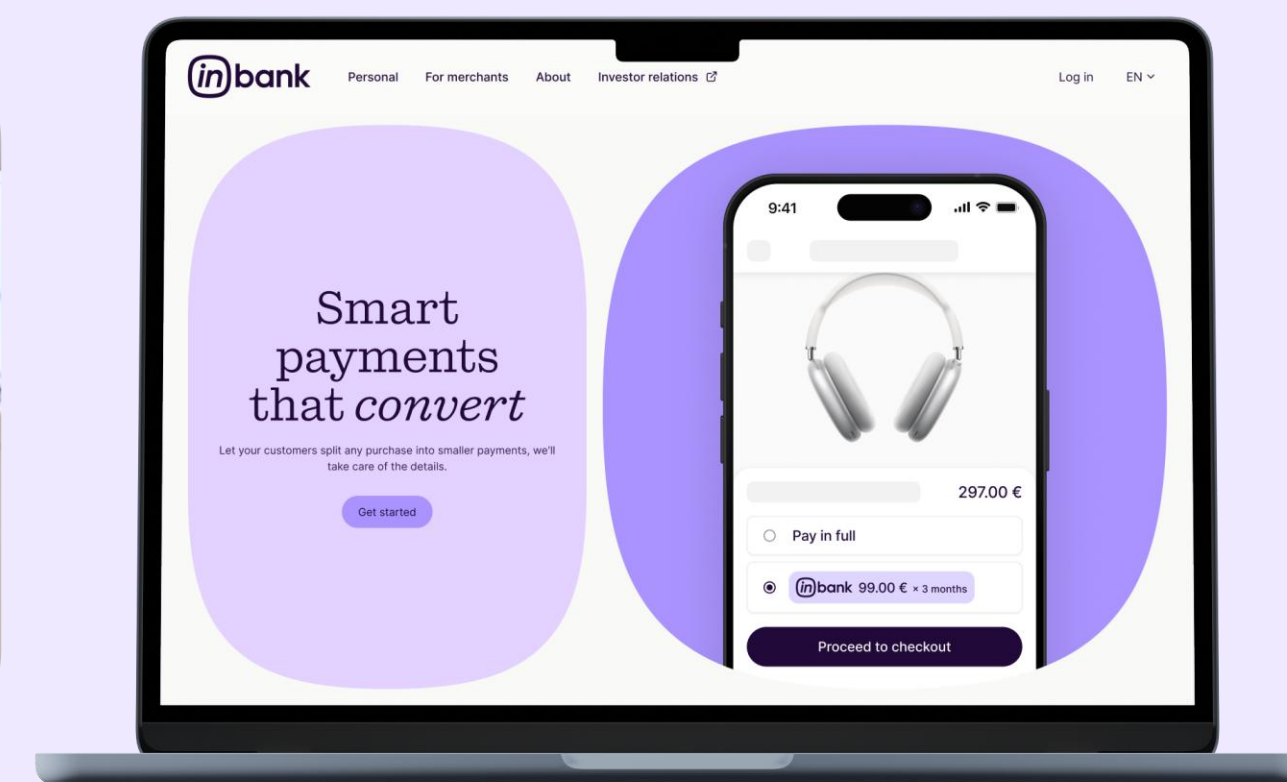 inbank Personal For merchants About Investor relations Log in EN
Smart
payments
that convert
Let your customers split any purchase into smaller payments, we'll
take care of the details.
Get started
9:41
297.00 €
Pay in full
inbank 99.00 € × 3 months
Proceed to checkout